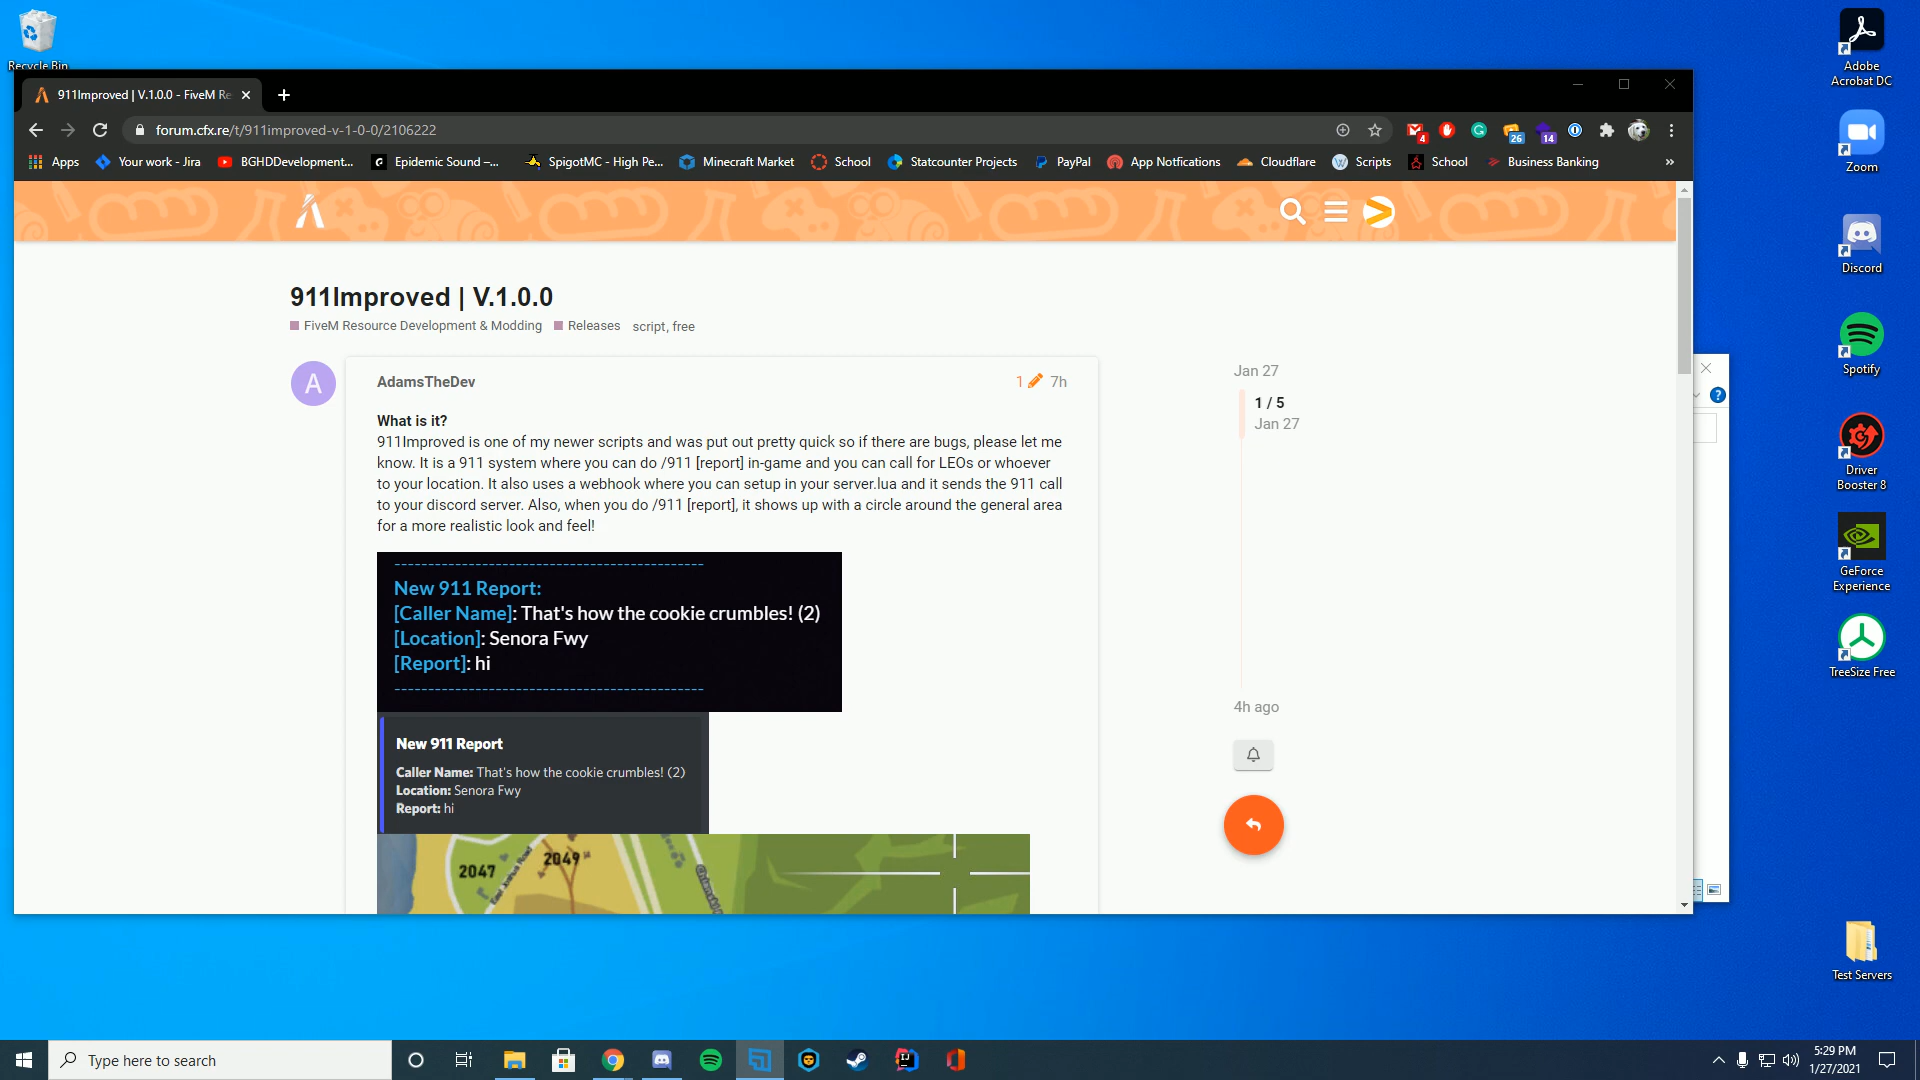 Recycle Bin
911Improved | V.1.0.0 - FiveM Re
forum.cfx.re/t/911improved-v-1-0-0/2106222
4
26
14
Apps
Your work - Jira
BGHDDevelopment...
Epidemic Sound –...
SpigotMC - High Pe...
Minecraft Market
School
Statcounter Projects
PayPal
App Notfications
Cloudflare
Scripts
School
Business Banking
»
911Improved | V.1.0.0
FiveM Resource Development & Modding
Releases
script, free
A
AdamsTheDev
1
7h
What is it?
911Improved is one of my newer scripts and was put out pretty quick so if there are bugs, please let me
know. It is a 911 system where you can do /911 [report] in-game and you can call for LEOs or whoever
to your location. It also uses a webhook where you can setup in your server.lua and it sends the 911 call
to your discord server. Also, when you do /911 [report], it shows up with a circle around the general area
for a more realistic look and feel!
New 911 Report:
[Caller Name]: That's how the cookie crumbles! (2)
[Location]: Senora Fwy
[Report]: hi
New 911 Report
Caller Name: That's how the cookie crumbles! (2)
Location: Senora Fwy
Report: hi
2047
2049
Jan 27
1 / 5
Jan 27
4h ago
Adobe
Acrobat DC
Zoom
Discord
Spotify
Driver
Booster 8
GeForce
Experience
TreeSize Free
Test Servers
Type here to search
5:29 PM
1/27/2021